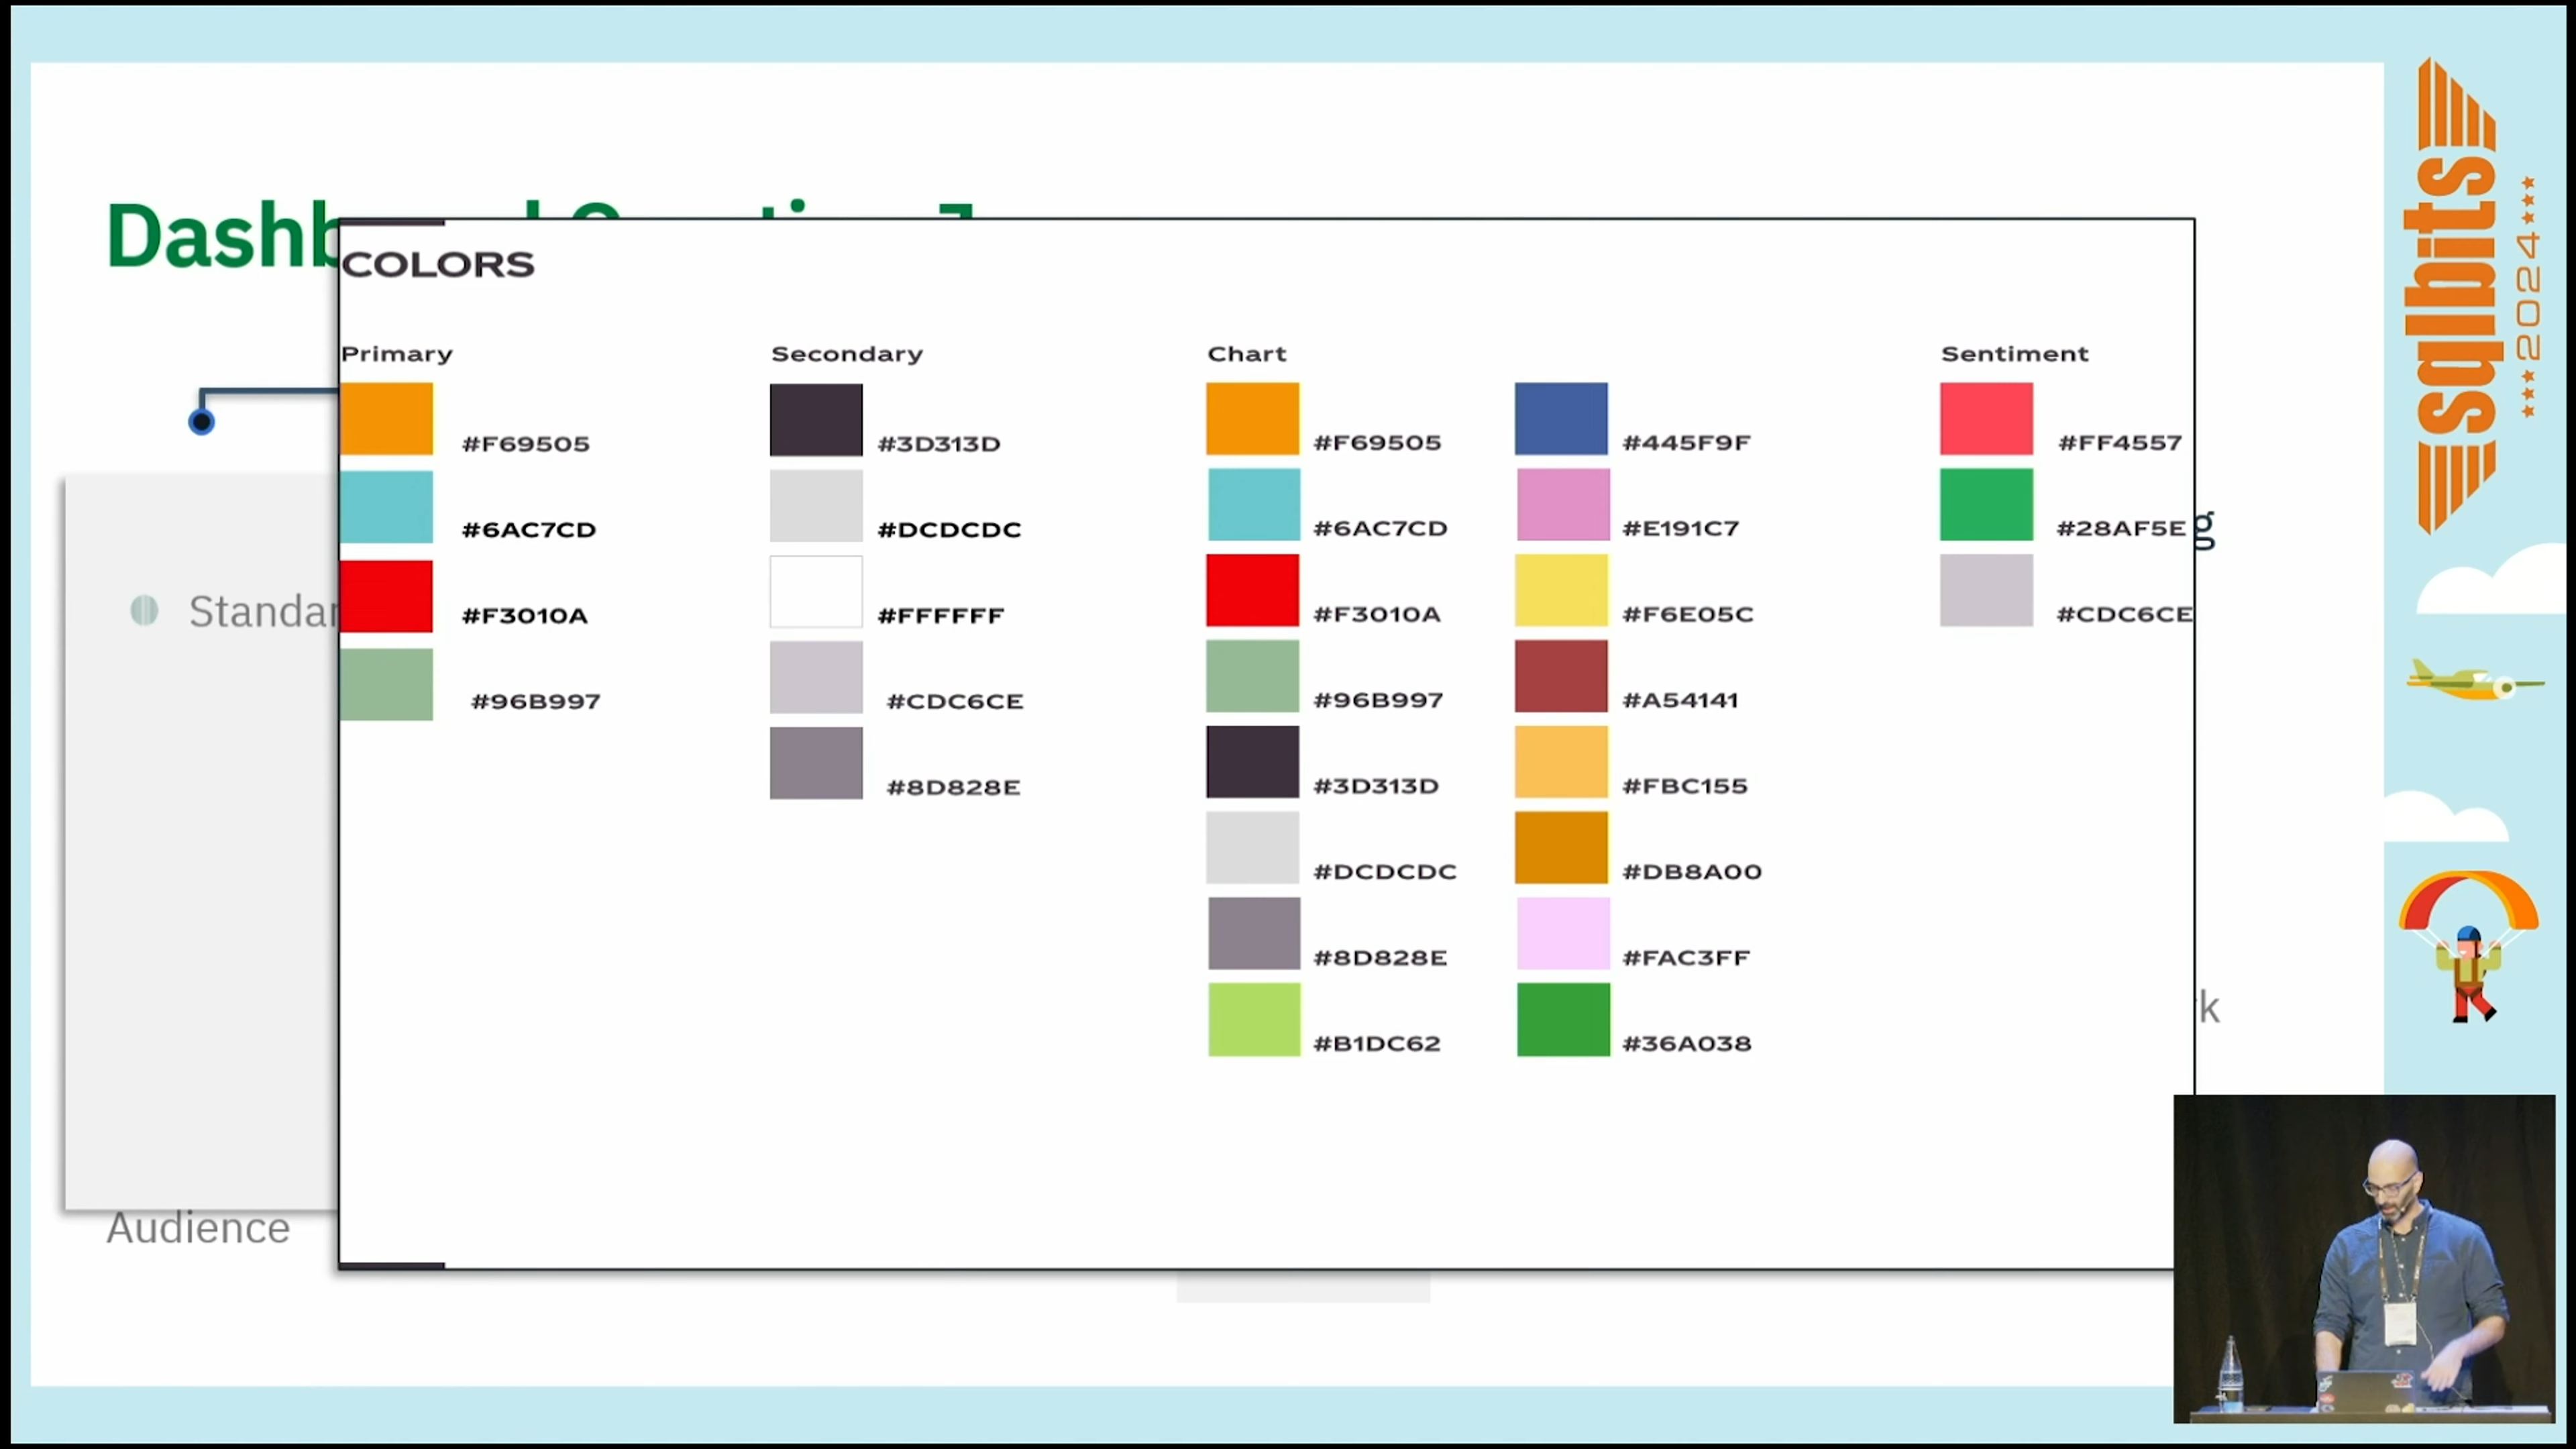 Dashb
COLORS
Primary
#F69505
#6AC7CD
#F3010A
#96B997
Secondary
#3D313D
#DCDCDC
#FFFFFF
#CDC6CE
#8D828E
Chart
#F69505
#6AC7CD
#F3010A
#96B997
#3D313D
#DCDCDC
#8D828E
#B1DC62
#445F9F
#E191C7
#F6E05C
#A54141
#FBC155
#DB8A00
#FAC3FF
#36A038
Sentiment
#FF4557
#28AF5E
#CDC6CE
g
Standar
k
Audience
sqlbits
2024